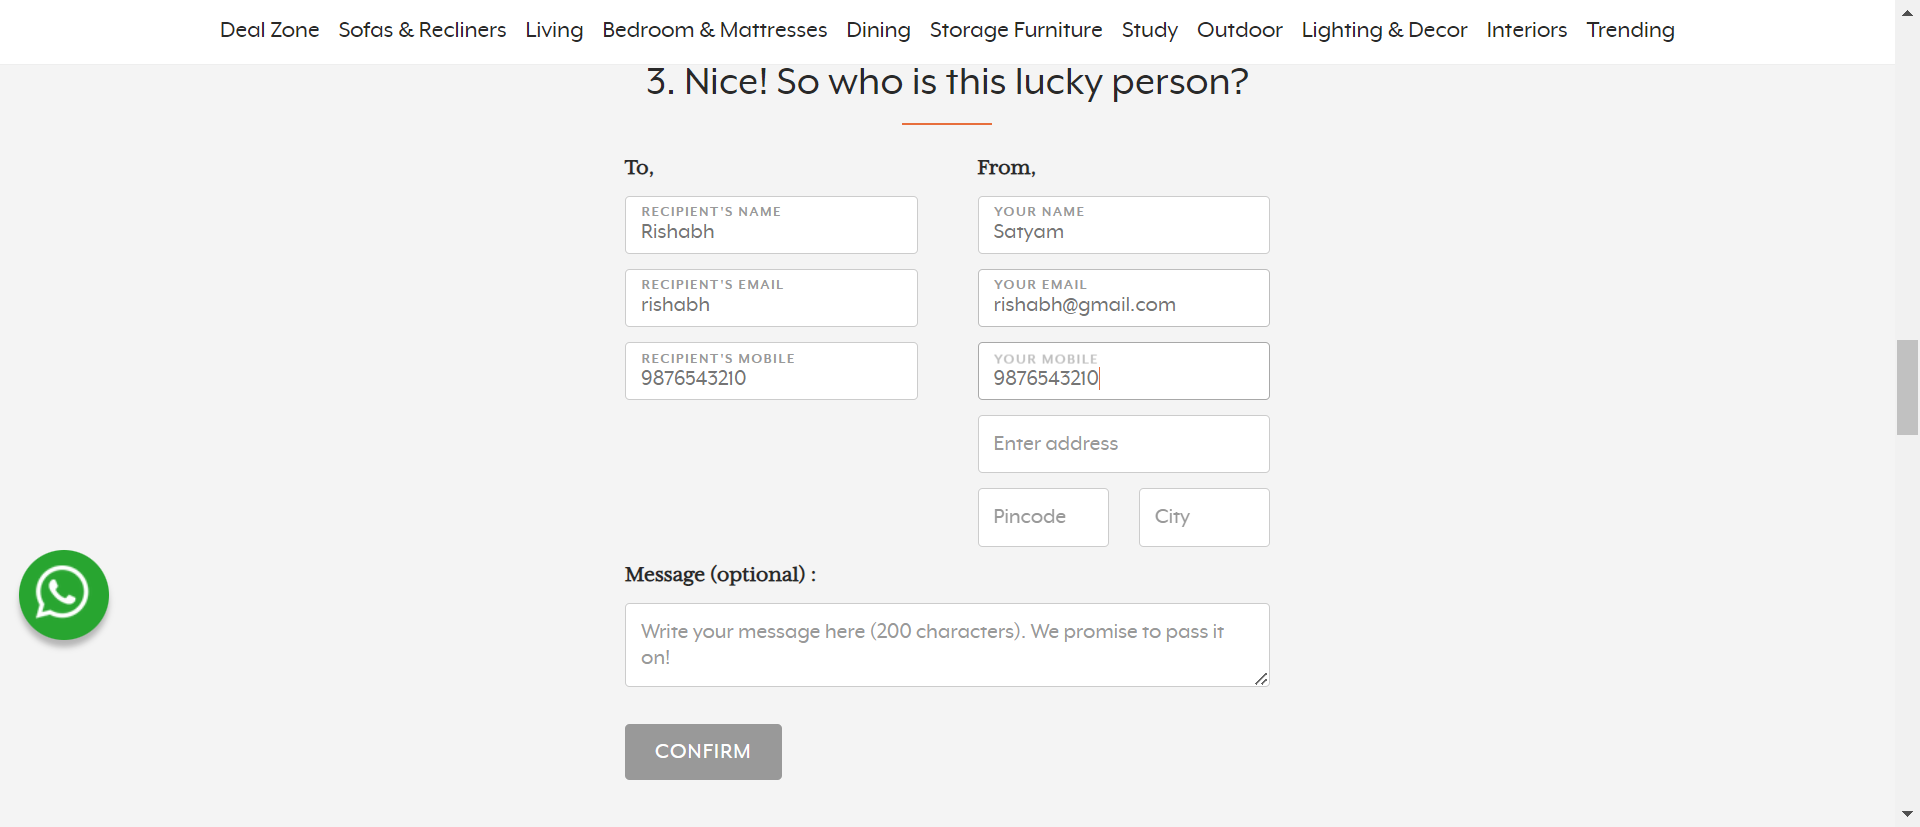 Deal Zone Sofas & Recliners Living Bedroom & Mattresses Dining Storage Furniture Study Outdoor Lighting & Decor Interiors Trending
3. Nice! So who is this lucky person?
To,
RECIPIENT'S NAME
Rishabh
RECIPIENT'S EMAIL
rishabh
RECIPIENT'S MOBILE
9876543210
From,
YOUR NAME
Satyam
YOUR EMAIL
rishabh@gmail.com
YOUR MOBILE
9876543210
Enter address
Pincode City
Message (optional) :
Write your message here (200 characters). We promise to pass it
on!
CONFIRM